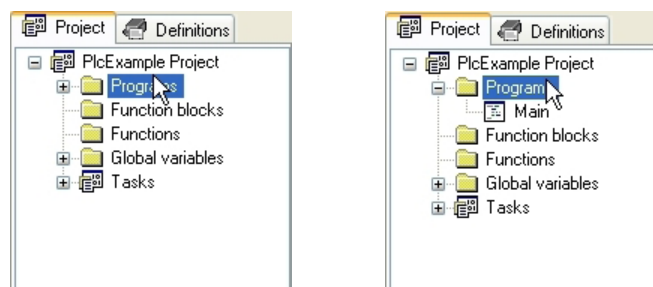 Project Definitions
PlcExample Project
Programs
Function blocks
Functions
Global variables
Tasks
Project Definitions
PlcExample Project
Program
Main
Function blocks
Functions
Global variables
Tasks